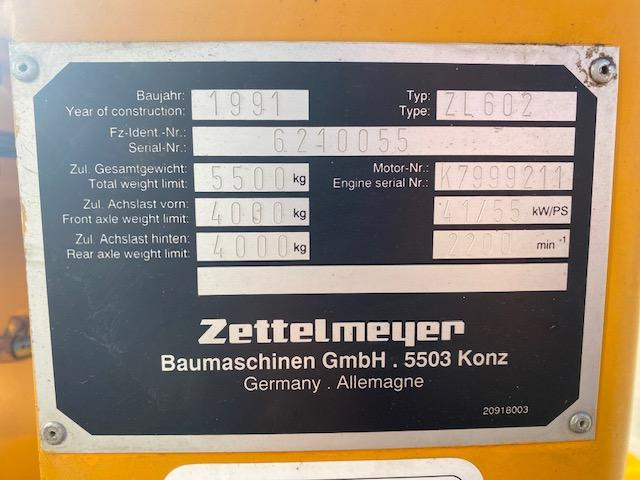 Baujahr: Year of construction: 1991
Typ: Type: ZL602
Fz-Ident.-Nr.: Serial-Nr.: 6210055
Zul. Gesamtgewicht: Total weight limit: 5500 kg
Motor-Nr.: Engine serial Nr.: K7999211
Zul. Achslast vorn: Front axle weight limit: 4000 kg
41/55 kW/PS
Zul. Achslast hinten: Rear axle weight limit: 4000 kg
2200 min -1
Zettelmeyer
Baumaschinen GmbH . 5503 Konz
Germany . Allemagne
20918003